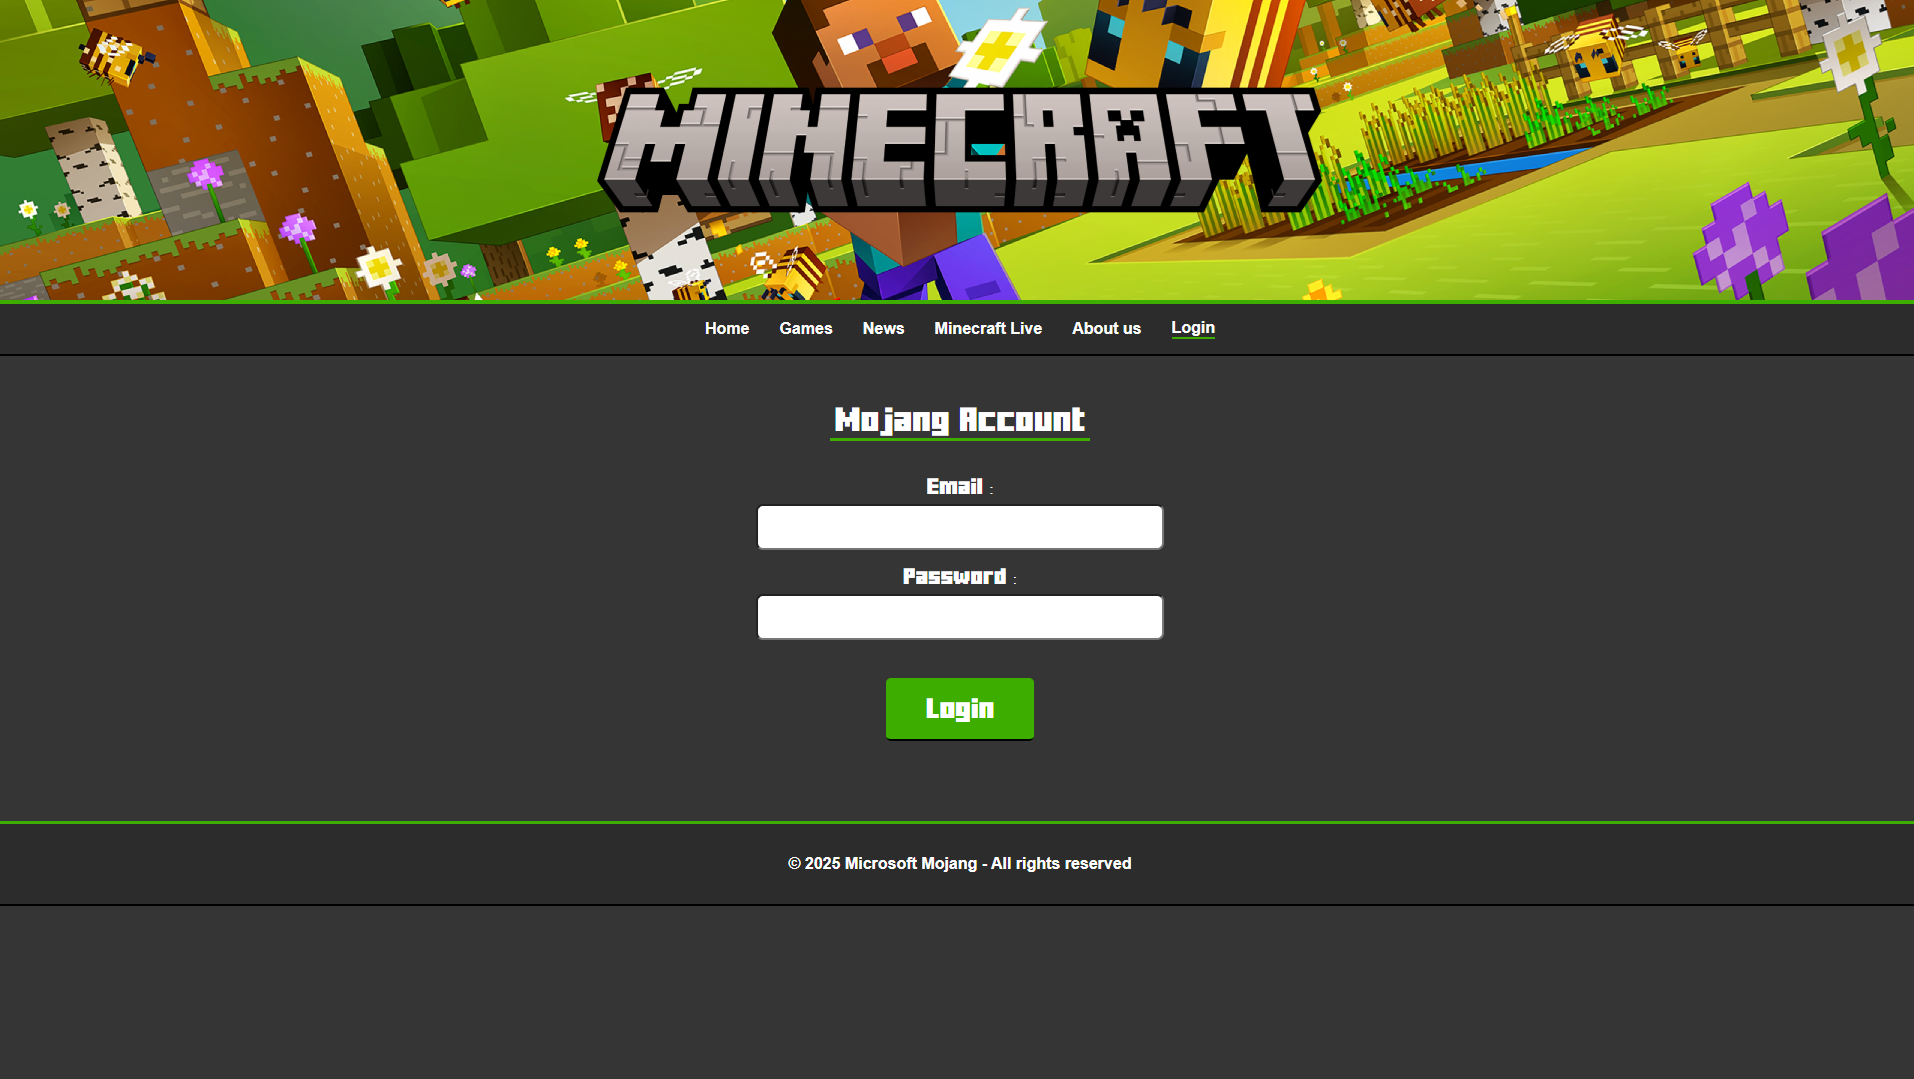 MINECRAFT
Home Games News Minecraft Live About us Login
Mojang Account
Email :
Password :
Login
© 2025 Microsoft Mojang - All rights reserved